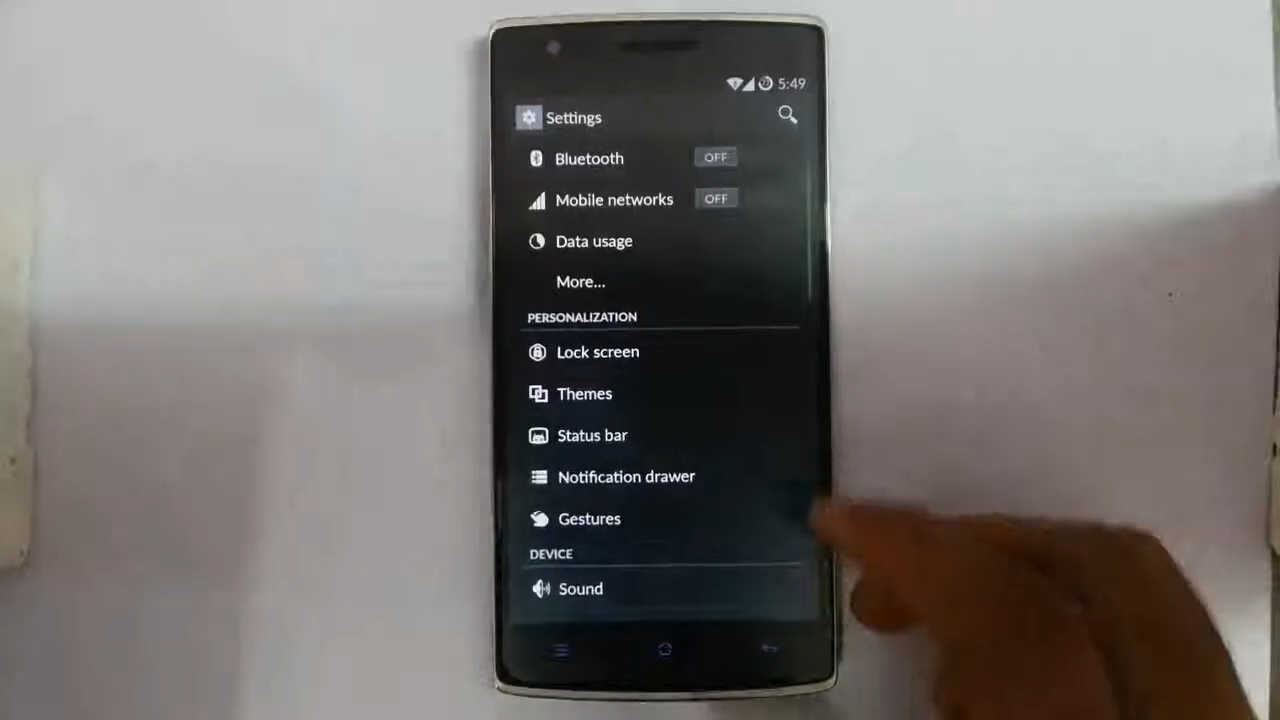 5:49
Settings
Bluetooth OFF
Mobile networks OFF
Data usage
More...
PERSONALIZATION
Lock screen
Themes
Status bar
Notification drawer
Gestures
DEVICE
Sound